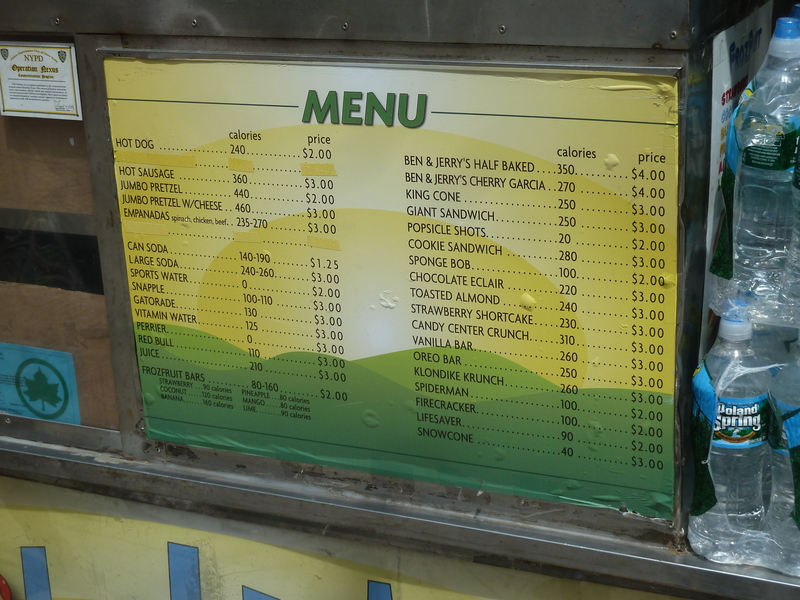 NYPD
Operation Nexus
MENU
calories price
HOT DOG 240 $2.00
HOT SAUSAGE 360 $3.00
JUMBO PRETZEL 440 $2.00
JUMBO PRETZEL W/CHEESE 460 $3.00
EMPANADAS spinach, chicken, beef 235-270 $3.00
CAN SODA 140-190 $1.25
LARGE SODA 240-260 $3.00
SPORTS WATER 0 $2.00
SNAPPLE 100-110 $3.00
GATORADE 130 $3.00
VITAMIN WATER 125 $3.00
PERRIER 0 $3.00
RED BULL 110 $3.00
JUICE 210 $3.00
FROZFRUIT BARS 80-160 $2.00
STRAWBERRY 90 calories PINEAPPLE 80 calories
COCONUT 120 calories MANGO 80 calories
BANANA 160 calories LIME 90 calories
calories price
BEN & JERRY'S HALF BAKED 350 $4.00
BEN & JERRY'S CHERRY GARCIA 270 $4.00
KING CONE 250 $3.00
GIANT SANDWICH 250 $3.00
POPSICLE SHOTS 20 $2.00
COOKIE SANDWICH 280 $3.00
SPONGE BOB 100 $2.00
CHOCOLATE ECLAIR 220 $3.00
TOASTED ALMOND 240 $3.00
STRAWBERRY SHORTCAKE 230 $3.00
CANDY CENTER CRUNCH 310 $3.00
VANILLA BAR 260 $3.00
OREO BAR 250 $3.00
KLONDIKE KRUNCH 260 $3.00
SPIDERMAN 100 $2.00
FIRECRACKER 100 $2.00
LIFESAVER 90 $2.00
SNOWCONE 40 $3.00
Poland
Spring